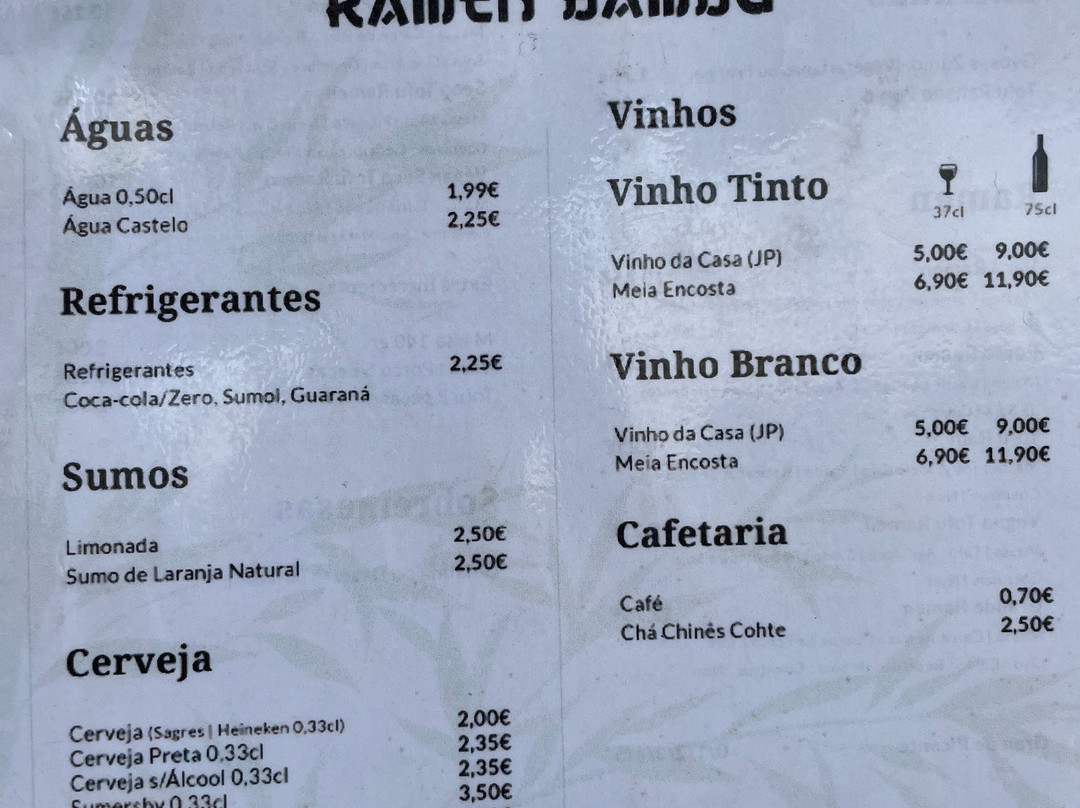 RAMEN BAMBU
Águas
Água 0,50cl 1,99€
Água Castelo 2,25€
Refrigerantes
Refrigerantes 2,25€
Coca-cola/Zero, Sumol, Guaraná
Sumos
Limonada 2,50€
Sumo de Laranja Natural 2,50€
Cerveja
Cerveja (Sagres | Heineken 0,33cl) 2,00€
Cerveja Preta 0,33cl 2,35€
Cerveja s/Álcool 0,33cl 2,35€
Sumersby 0,33cl 3,50€
Vinhos
Vinho Tinto 37cl 75cl
Vinho da Casa (JP) 5,00€ 9,00€
Meia Encosta 6,90€ 11,90€
Vinho Branco
Vinho da Casa (JP) 5,00€ 9,00€
Meia Encosta 6,90€ 11,90€
Cafetaria
Café 0,70€
Chá Chinês Cohte 2,50€